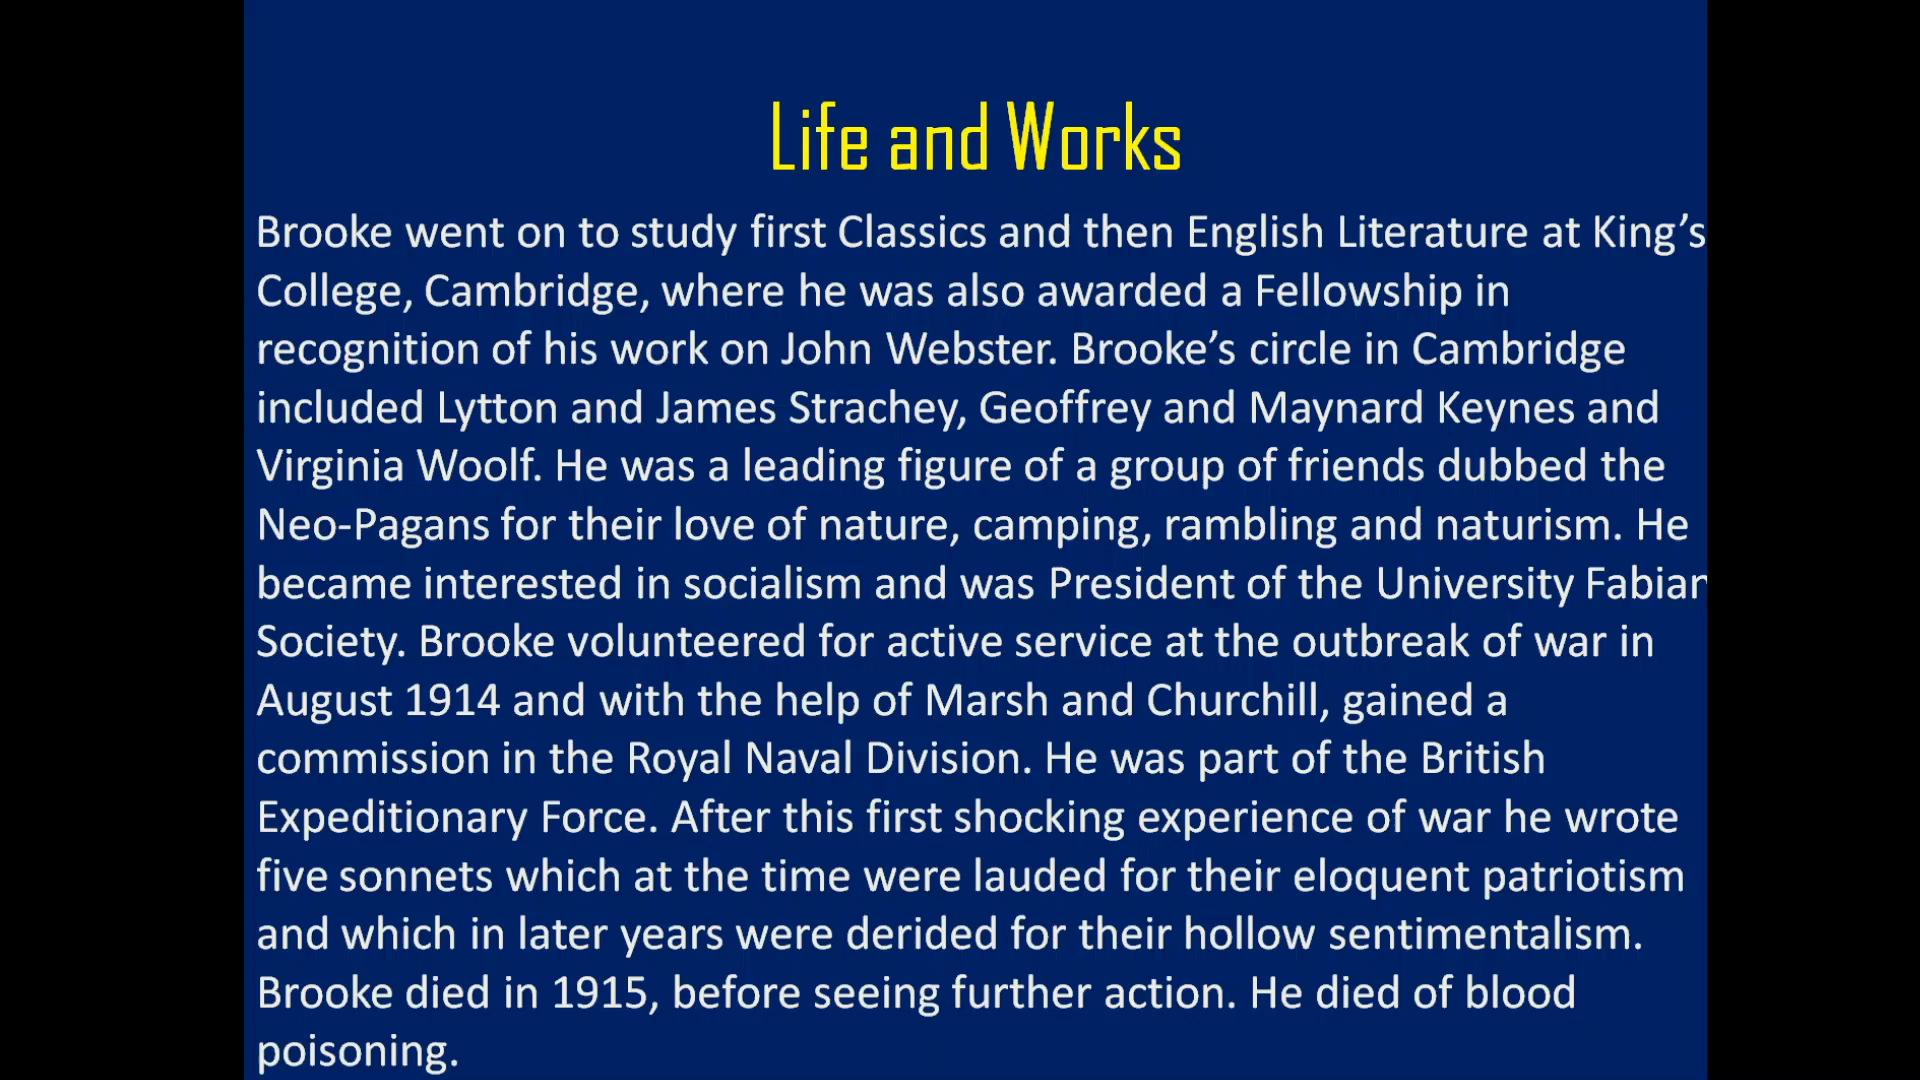 Life and Works
Brooke went on to study first Classics and then English Literature at King’s
College, Cambridge, where he was also awarded a Fellowship in
recognition of his work on John Webster. Brooke’s circle in Cambridge
included Lytton and James Strachey, Geoffrey and Maynard Keynes and
Virginia Woolf. He was a leading figure of a group of friends dubbed the
Neo-Pagans for their love of nature, camping, rambling and naturism. He
became interested in socialism and was President of the University Fabian
Society. Brooke volunteered for active service at the outbreak of war in
August 1914 and with the help of Marsh and Churchill, gained a
commission in the Royal Naval Division. He was part of the British
Expeditionary Force. After this first shocking experience of war he wrote
five sonnets which at the time were lauded for their eloquent patriotism
and which in later years were derided for their hollow sentimentalism.
Brooke died in 1915, before seeing further action. He died of blood
poisoning.